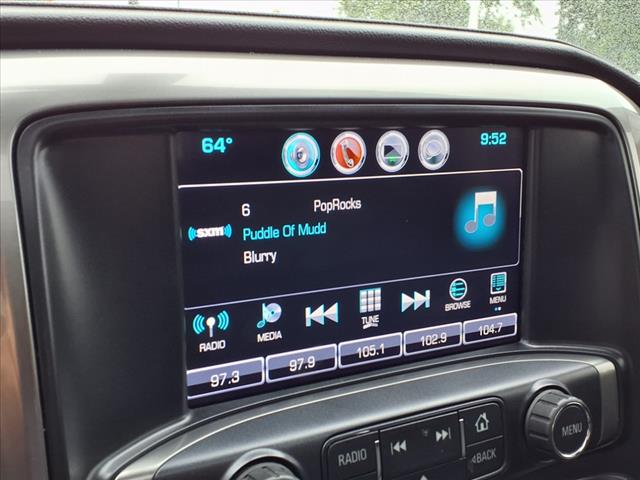 64° 9:52
6 PopRocks
((sxm)) Puddle Of Mudd
Blurry
RADIO MEDIA TUNE BROWSE MENU
97.3 97.9 105.1 102.9 104.7
RADIO MENU
BACK